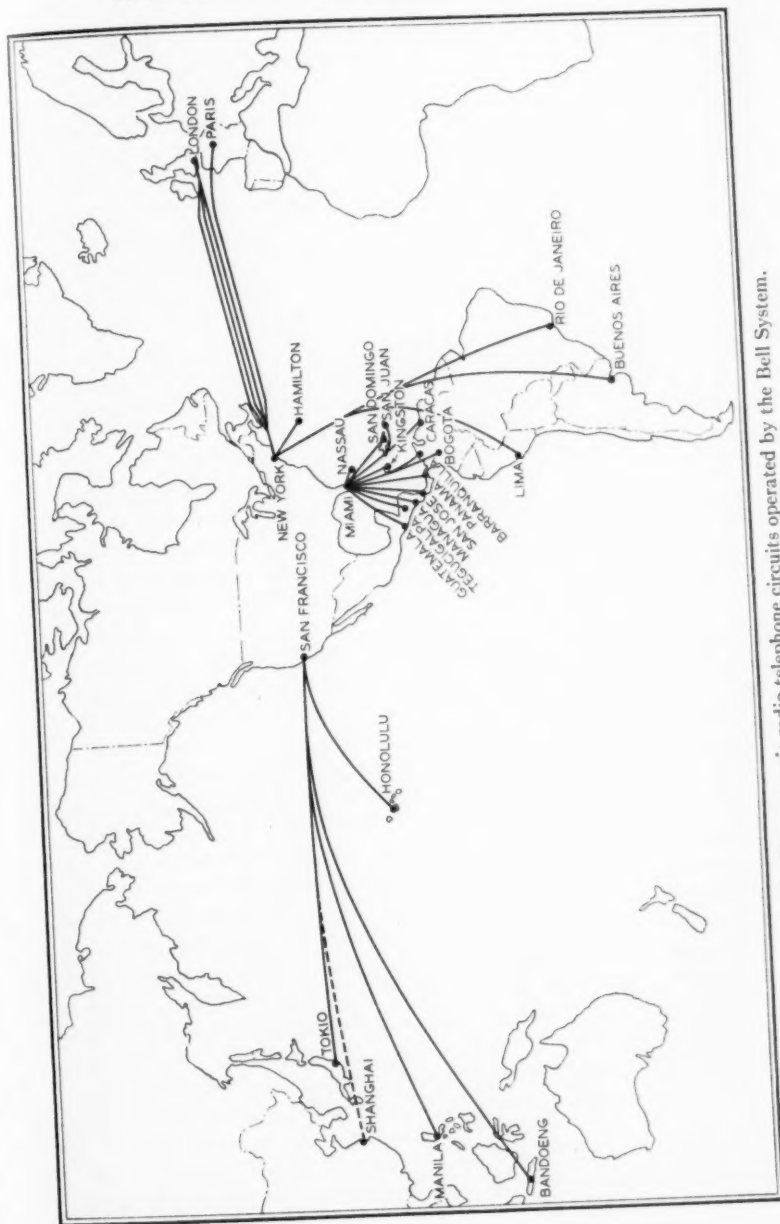 LONDON
PARIS
NEW YORK
HAMILTON
SAN FRANCISCO
MIAMI
NASSAU
SAN DOMINGO
SAN JUAN
KINGSTON
CARACAS
BOGOTA
GUATEMALA
TEGUCIGALPA
MANAGUA
SAN JOSE
PANAMA
BARRANQUILLA
LIMA
RIO DE JANEIRO
BUENOS AIRES
HONOLULU
TOKIO
SHANGHAI
MANILA
BANDOENG
radio telephone circuits operated by the Bell System.